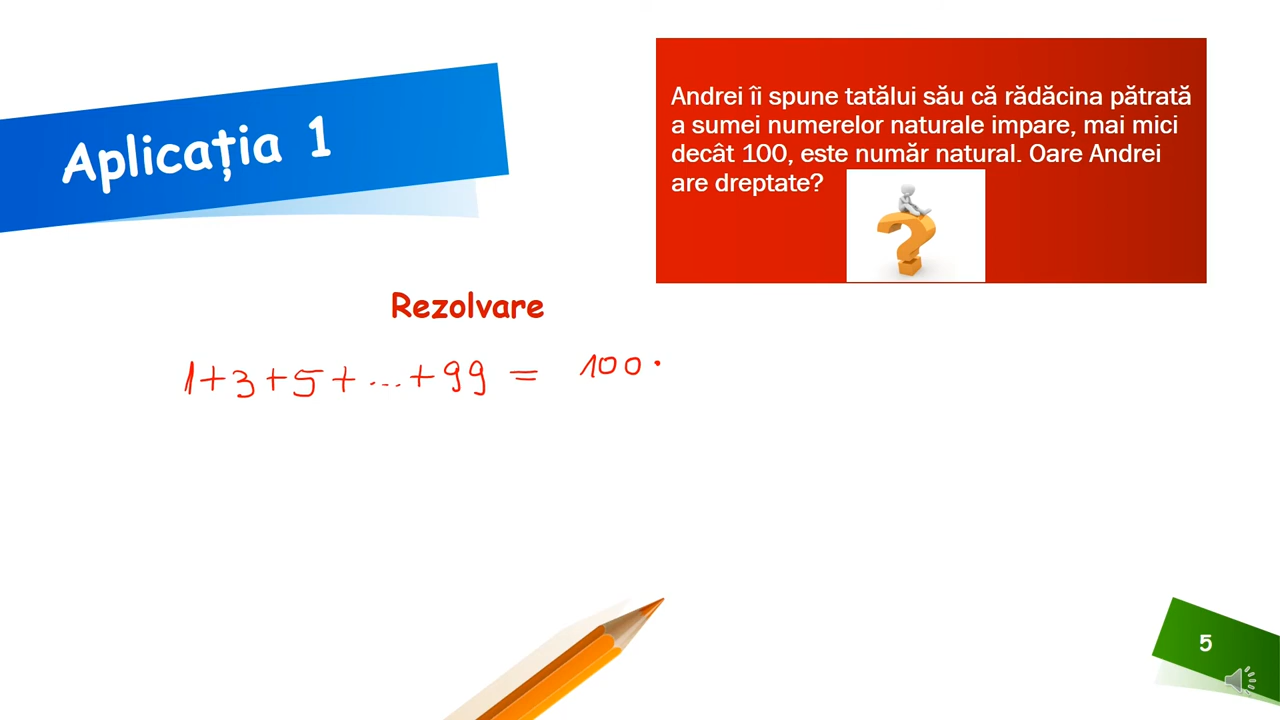 Aplicația 1
Andrei îi spune tatălui său că rădăcina pătrată
a sumei numerelor naturale impare, mai mici
decât 100, este număr natural. Oare Andrei
are dreptate?
Rezolvare
1+3+5+...+99 = 100·
5